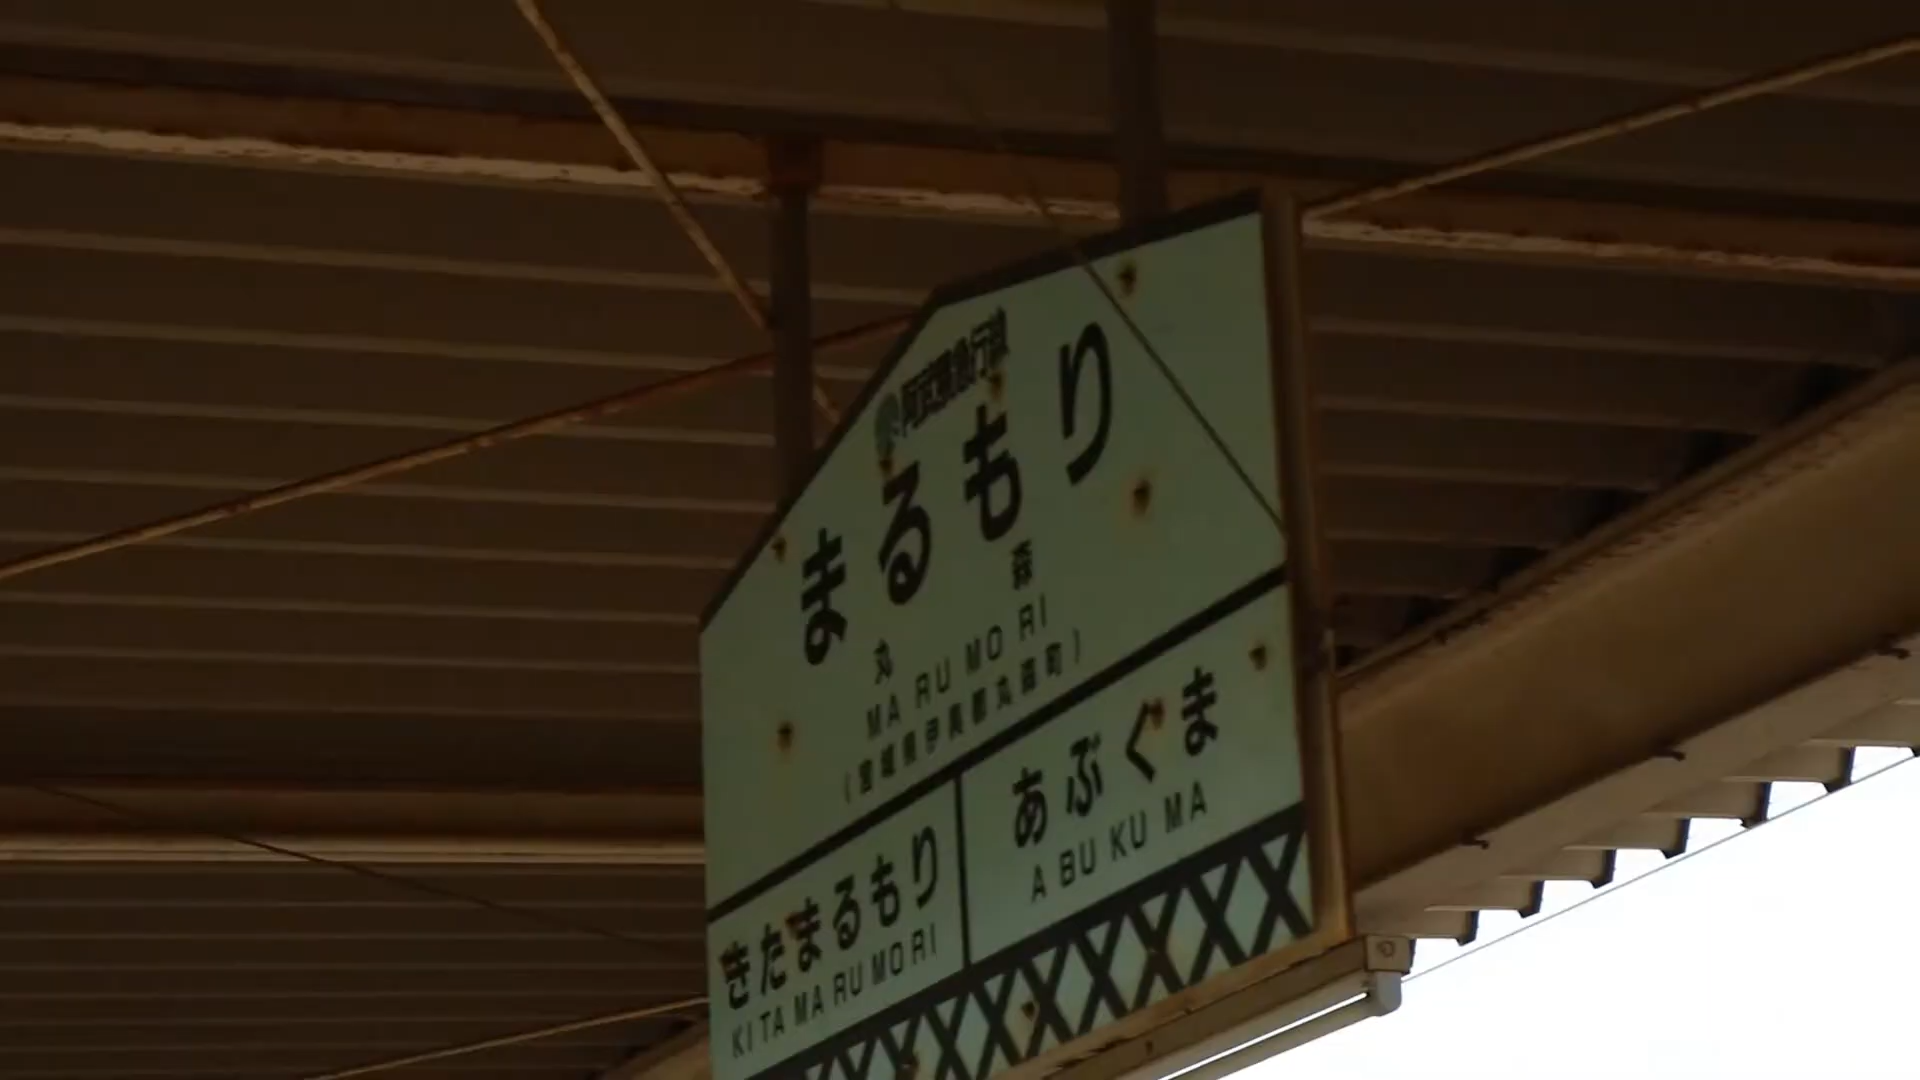 阿武隈急行線
まるもり
丸 森
MA RU MO RI
(宮城県伊具郡丸森町)
きたまるもり
KI TA MA RU MO RI
あぶくま
A BU KU MA